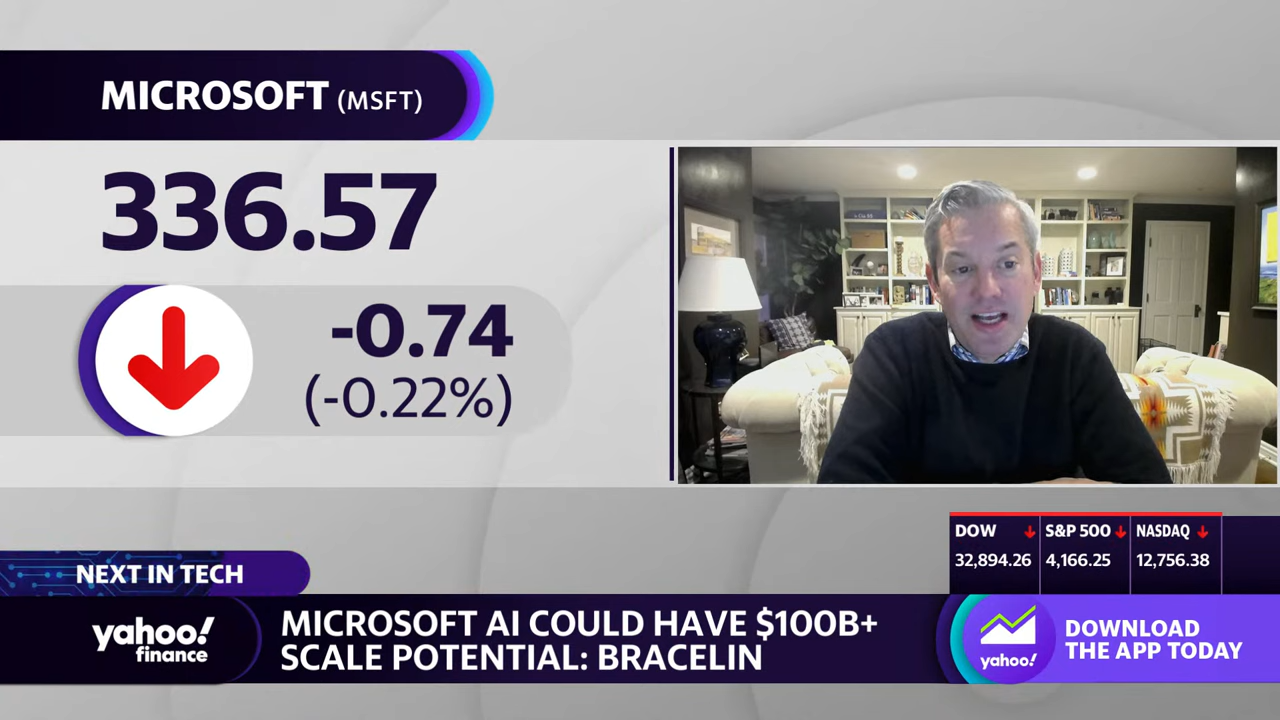 MICROSOFT (MSFT)
336.57
-0.74
(-0.22%)
DOW
32,894.26
S&P 500
4,166.25
NASDAQ
12,756.38
NEXT IN TECH
yahoo!
finance
MICROSOFT AI COULD HAVE $100B+
SCALE POTENTIAL: BRACELIN
yahoo!
DOWNLOAD
THE APP TODAY